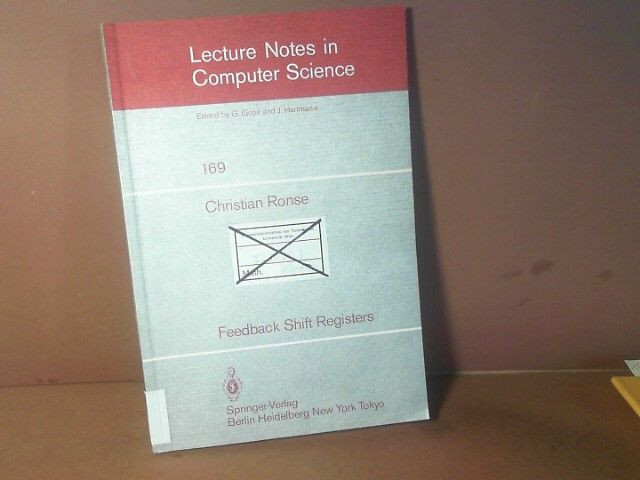 Lecture Notes in
Computer Science
Edited by G. Goos and J. Hartmanis
169
Christian Ronse
Math.
Feedback Shift Registers
Springer-Verlag
Berlin Heidelberg New York Tokyo